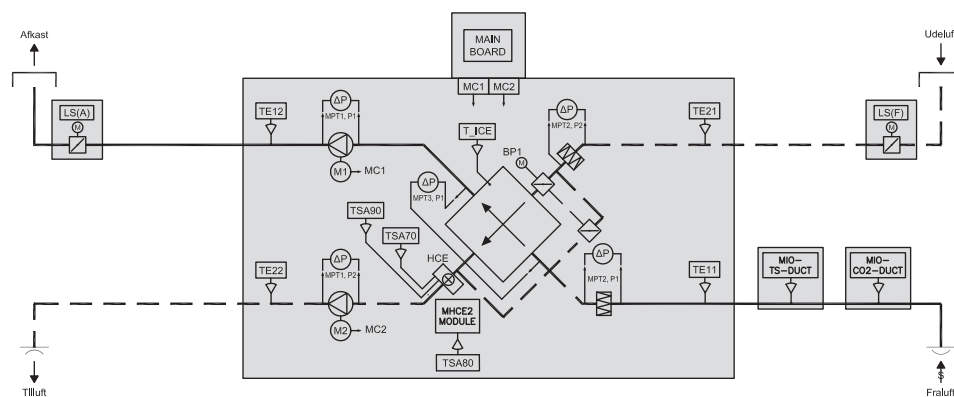 Afkast
MAIN
BOARD
Udeluft
MC1
MC2
LS(A)
M
TE12
ΔP
MPT1, P1
T_ICE
ΔP
MPT2, P2
TE21
LS(F)
M
M1
MC1
BP1
M
ΔP
MPT3, P1
TSA90
TSA70
HCE
TE22
ΔP
MPT1, P2
ΔP
MPT2, P1
TE11
MIO-
TS-DUCT
MIO-
CO2-DUCT
M2
MC2
MHCE2
MODULE
TSA80
Tllluft
$
Fraluft